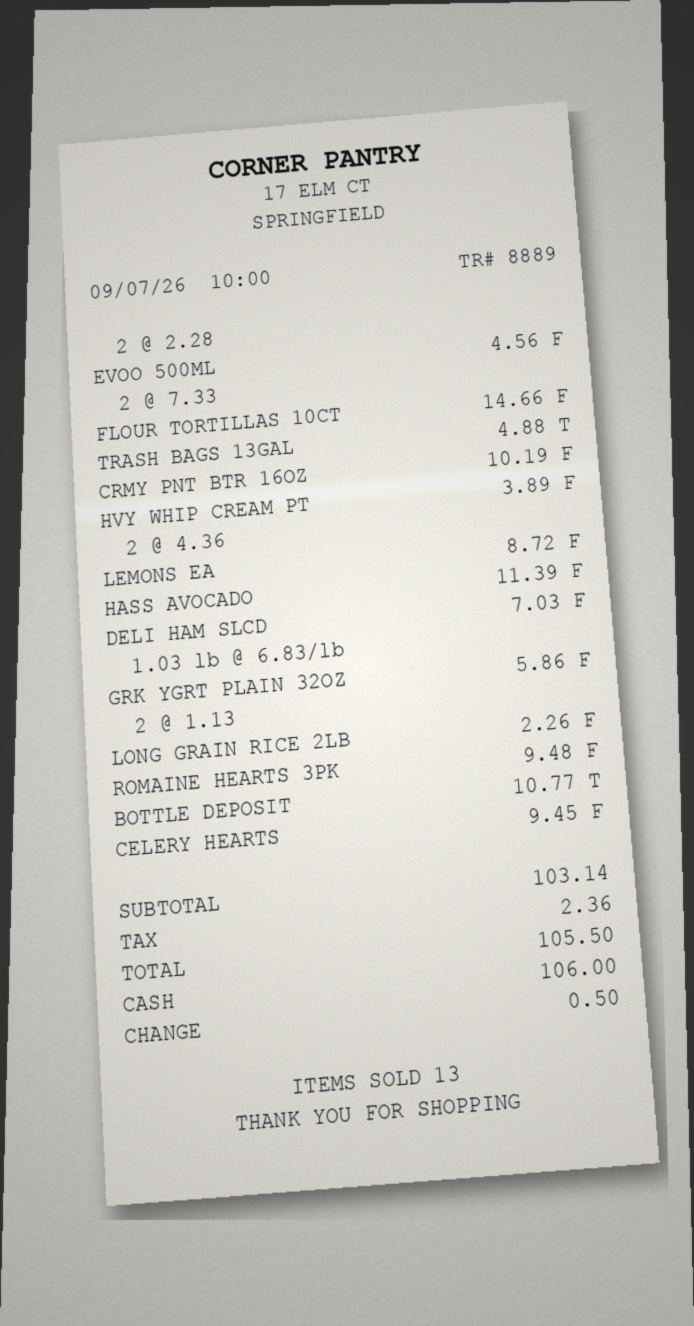 CORNER PANTRY
17 ELM CT
SPRINGFIELD
09/07/26 10:00 TR# 8889
2 @ 2.28
EVOO 500ML 4.56 F
2 @ 7.33
FLOUR TORTILLAS 10CT 14.66 F
TRASH BAGS 13GAL 4.88 T
CRMY PNT BTR 16OZ 10.19 F
HVY WHIP CREAM PT 3.89 F
2 @ 4.36
LEMONS EA 8.72 F
HASS AVOCADO 11.39 F
DELI HAM SLCD 7.03 F
1.03 lb @ 6.83/lb
GRK YGRT PLAIN 32OZ 5.86 F
2 @ 1.13
LONG GRAIN RICE 2LB 2.26 F
ROMAINE HEARTS 3PK 9.48 F
BOTTLE DEPOSIT 10.77 T
CELERY HEARTS 9.45 F
SUBTOTAL 103.14
TAX 2.36
TOTAL 105.50
CASH 106.00
CHANGE 0.50
ITEMS SOLD 13
THANK YOU FOR SHOPPING